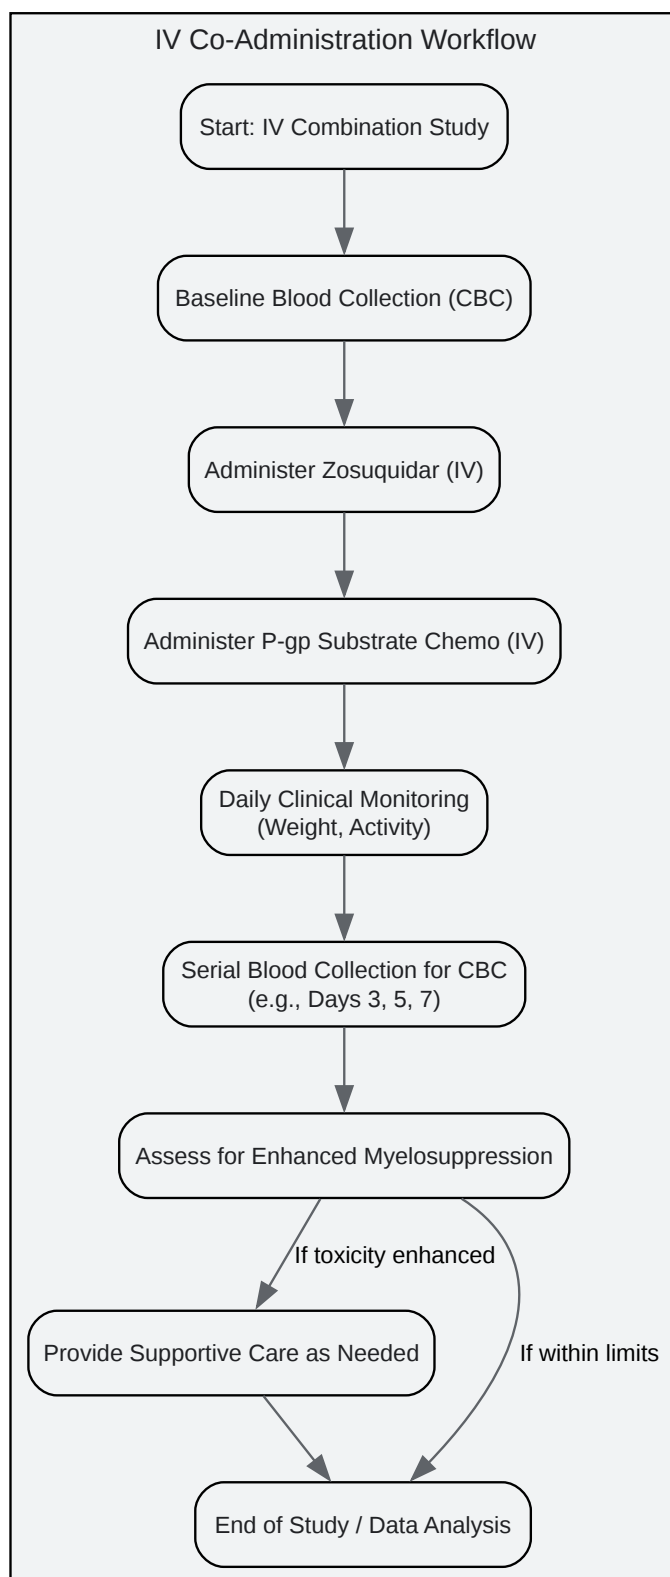 IV Co-Administration Workflow
Start: IV Combination Study
Baseline Blood Collection (CBC)
Administer Zosuquidar (IV)
Administer P-gp Substrate Chemo (IV)
Daily Clinical Monitoring
(Weight, Activity)
Serial Blood Collection for CBC
(e.g., Days 3, 5, 7)
Assess for Enhanced Myelosuppression
If toxicity enhanced
Provide Supportive Care as Needed
If within limits
End of Study / Data Analysis